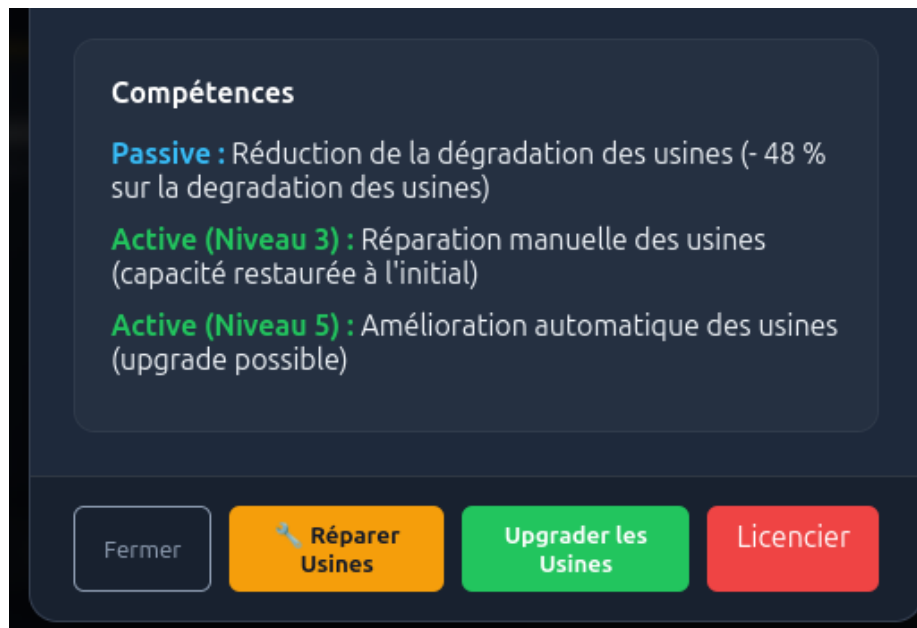 Compétences
Passive : Réduction de la dégradation des usines (- 48 %
sur la degradation des usines)
Active (Niveau 3) : Réparation manuelle des usines
(capacité restaurée à l'initial)
Active (Niveau 5) : Amélioration automatique des usines
(upgrade possible)
Fermer
🔧 Réparer
Usines
Upgrader les
Usines
Licencier